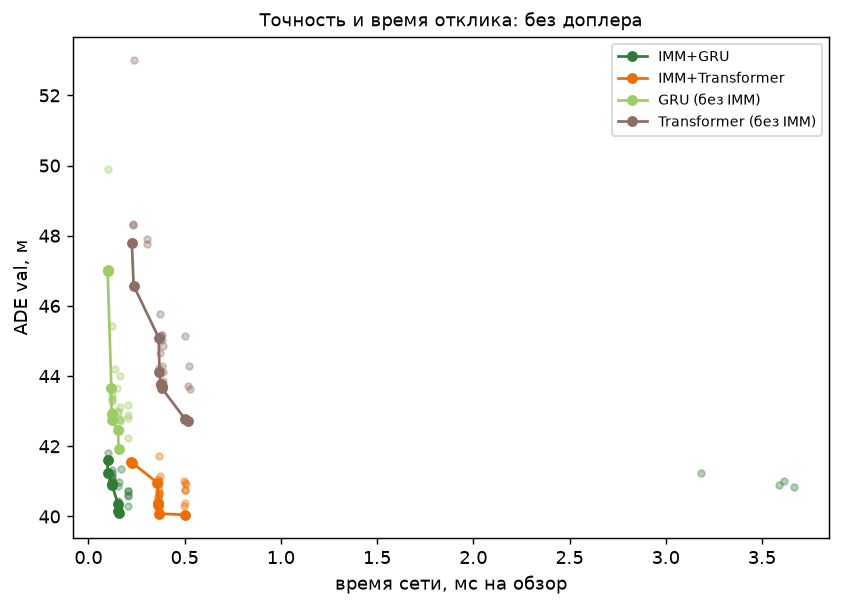 Точность и время отклика: без доплера
IMM+GRU
IMM+Transformer
GRU (без IMM)
Transformer (без IMM)
ADE val, м
52
50
48
46
44
42
40
0.0 0.5 1.0 1.5 2.0 2.5 3.0 3.5
время сети, мс на обзор